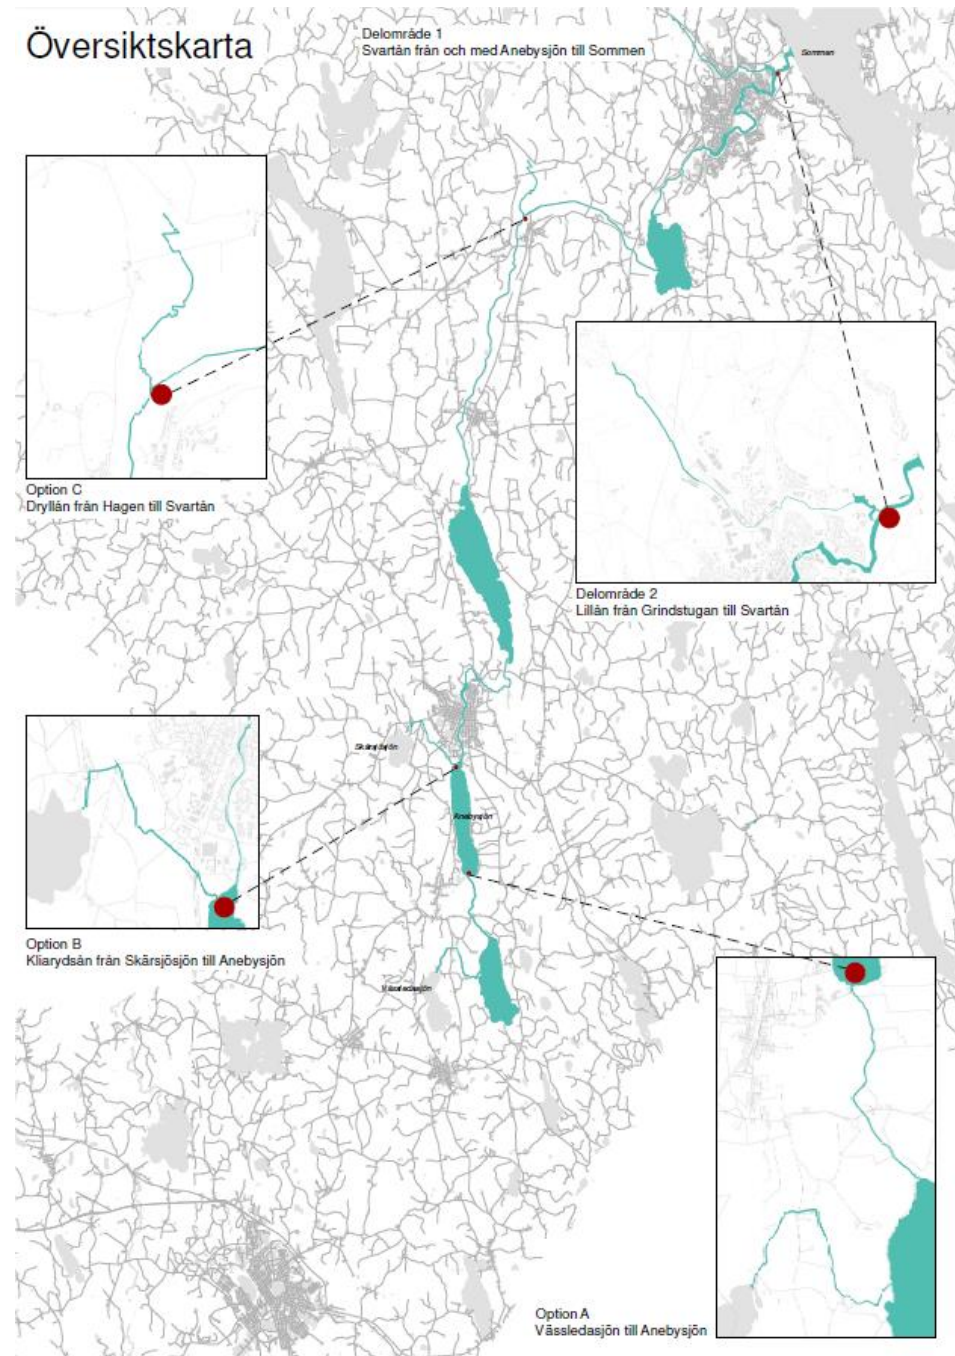 Översiktskarta
Delområde 1
Svartån från och med Anebysjön till Sommen
Sommen
Option C
Dryllån från Hagen till Svartån
Delområde 2
Lillån från Grindstugan till Svartån
Skärsjösjön
Anebysjön
Option B
Kliarydsån från Skärsjösjön till Anebysjön
Vässledasjön
Option A
Vässledasjön till Anebysjön